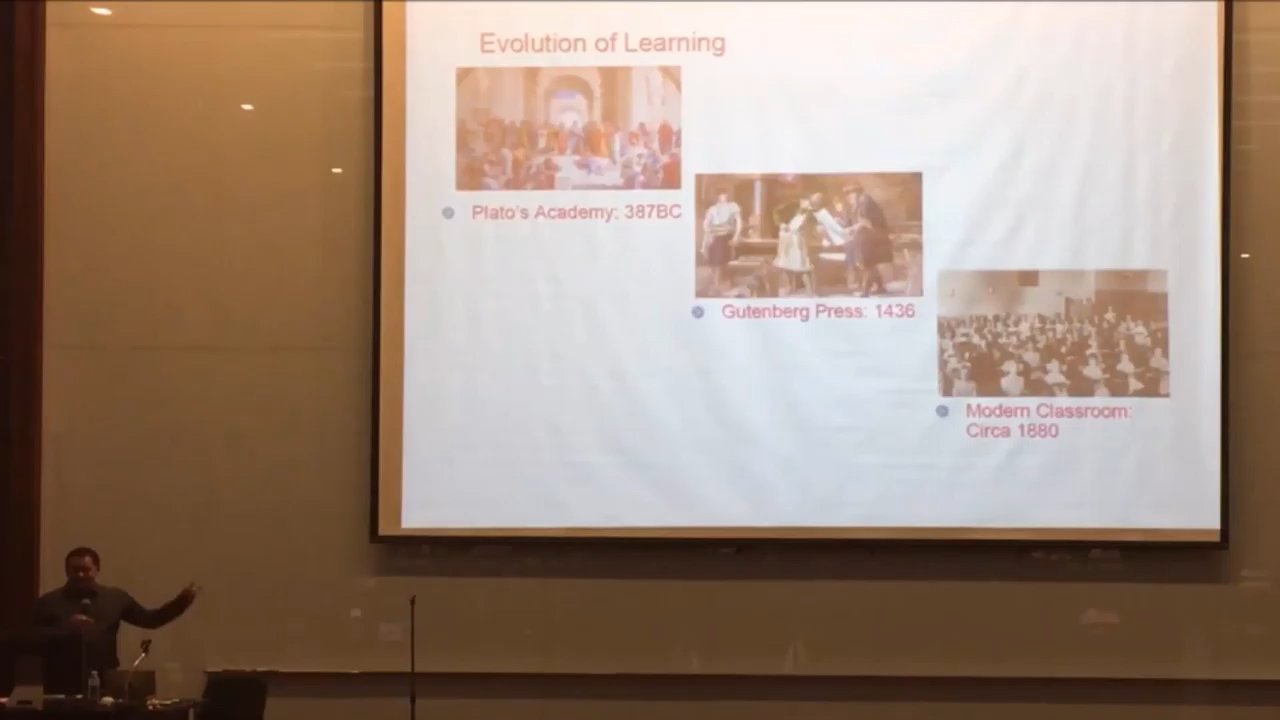 Evolution of Learning
Plato's Academy: 387BC
Gutenberg Press: 1436
Modern Classroom:
Circa 1880